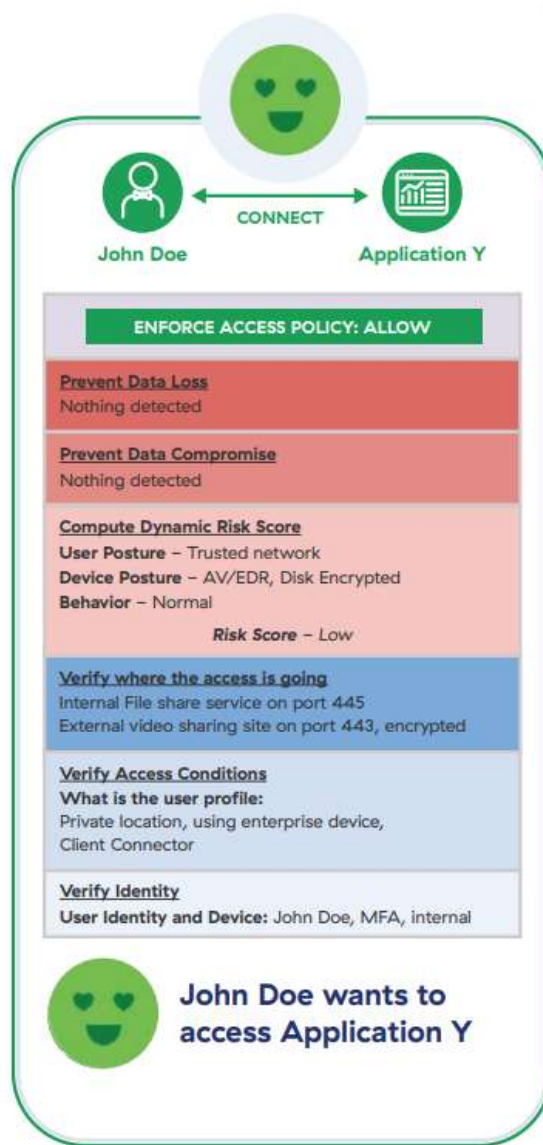 CONNECT
John Doe
Application Y
ENFORCE ACCESS POLICY: ALLOW
Prevent Data Loss
Nothing detected
Prevent Data Compromise
Nothing detected
Compute Dynamic Risk Score
User Posture – Trusted network
Device Posture – AV/EDR, Disk Encrypted
Behavior – Normal
Risk Score – Low
Verify where the access is going
Internal File share service on port 445
External video sharing site on port 443, encrypted
Verify Access Conditions
What is the user profile:
Private location, using enterprise device,
Client Connector
Verify Identity
User Identity and Device: John Doe, MFA, internal
John Doe wants to
access Application Y